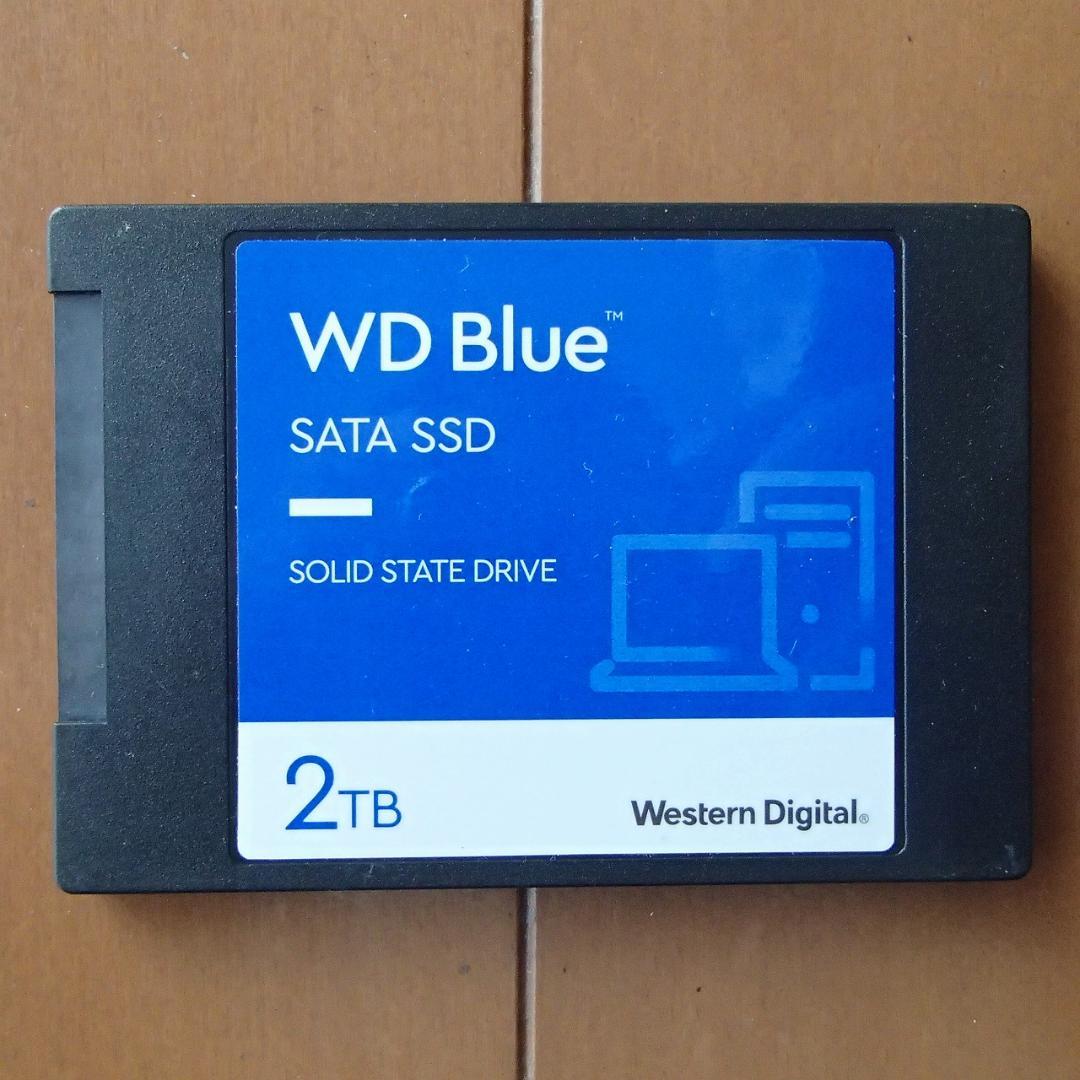 WD Blue™
SATA SSD
SOLID STATE DRIVE
2TB
Western Digital®